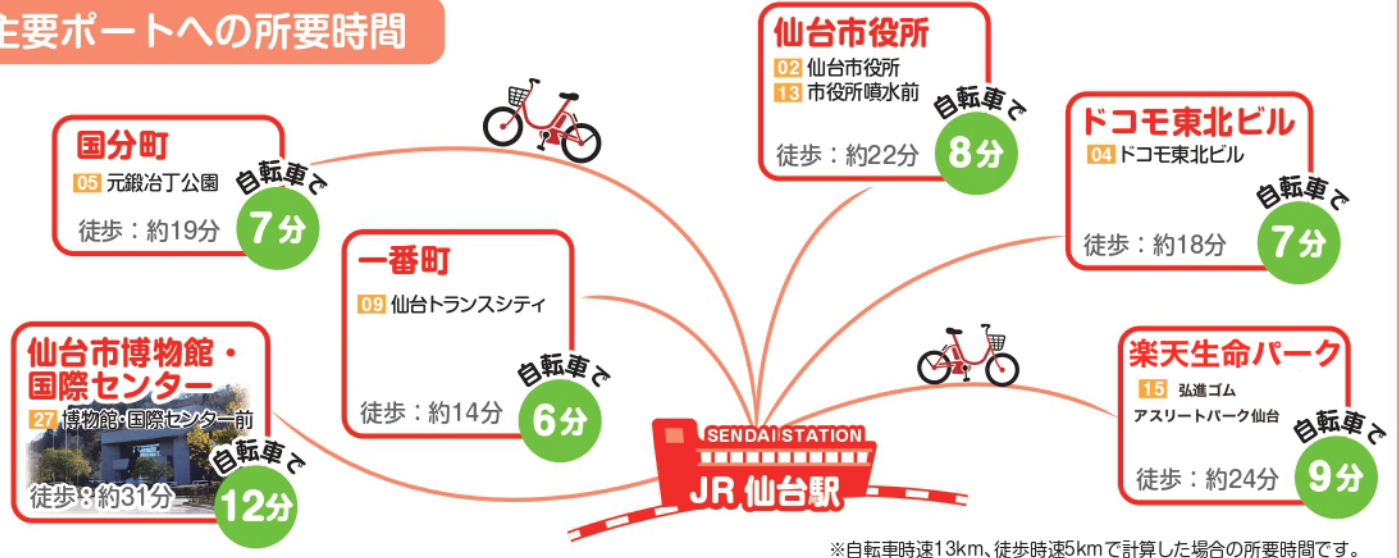 主要ポートへの所要時間
国分町
05 元鍛冶丁公園
徒歩：約19分
自転車で
7分
仙台市役所
02 仙台市役所
13 市役所噴水前
徒歩：約22分
自転車で
8分
ドコモ東北ビル
04 ドコモ東北ビル
徒歩：約18分
自転車で
7分
一番町
09 仙台トランスシティ
徒歩：約14分
自転車で
6分
仙台市博物館・
国際センター
27 博物館・国際センター前
徒歩：約31分
自転車で
12分
楽天生命パーク
15 弘進ゴム
アスリートパーク仙台
徒歩：約24分
自転車で
9分
SENDAI STATION
JR 仙台駅
※自転車時速13km、徒歩時速5kmで計算した場合の所要時間です。